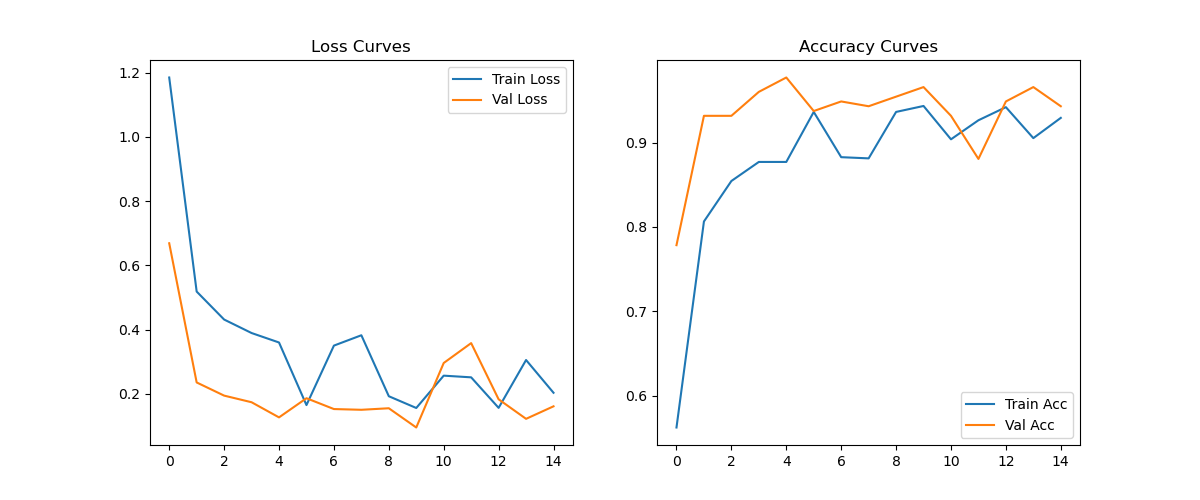 Loss Curves
1.2
1.0
0.8
0.6
0.4
0.2
0 2 4 6 8 10 12 14
Train Loss
Val Loss
Accuracy Curves
0.9
0.8
0.7
0.6
0 2 4 6 8 10 12 14
Train Acc
Val Acc